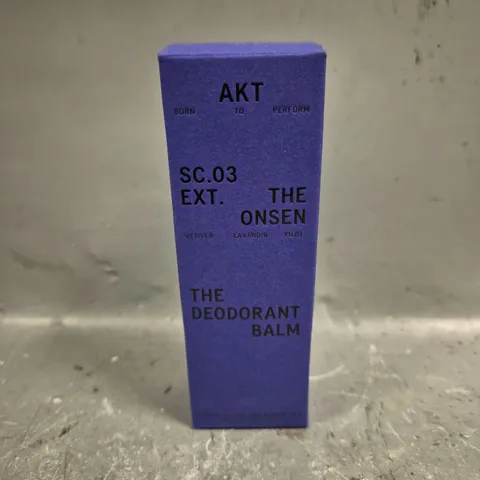 AKT
BORN TO PERFORM
SC.03
EXT. THE
ONSEN
VETIVER LAVANDIN YUZU
THE
DEODORANT
BALM